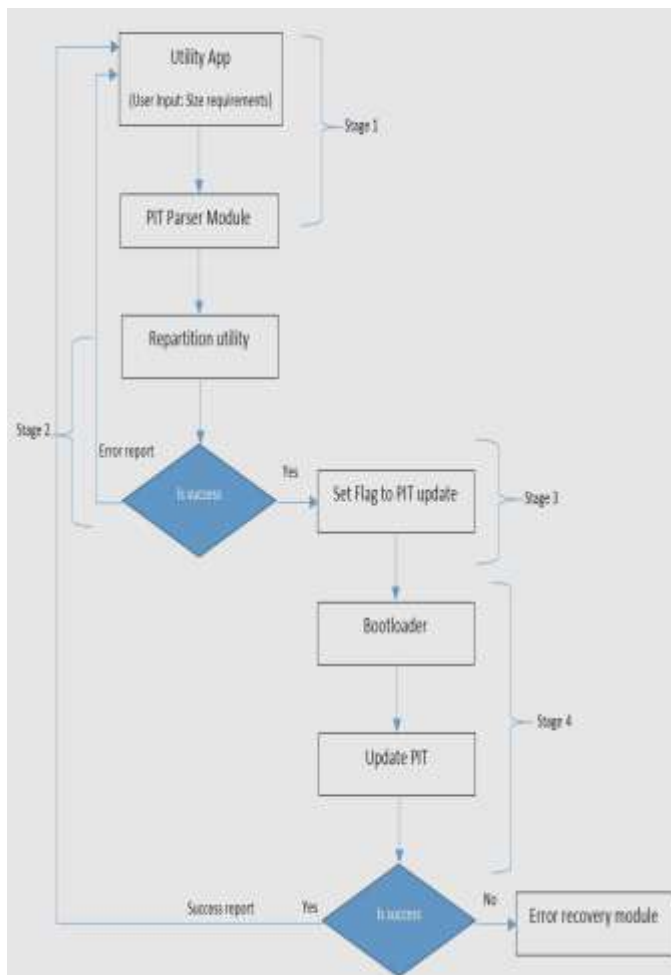 Utility App
(User Input: Size requirements)
Stage 1
PIT Parser Module
Repartition utility
Stage 2
Error report
Is success
Yes
Set Flag to PIT update
Stage 3
Bootloader
Stage 4
Update PIT
Success report
Yes
Is success
No
Error recovery module